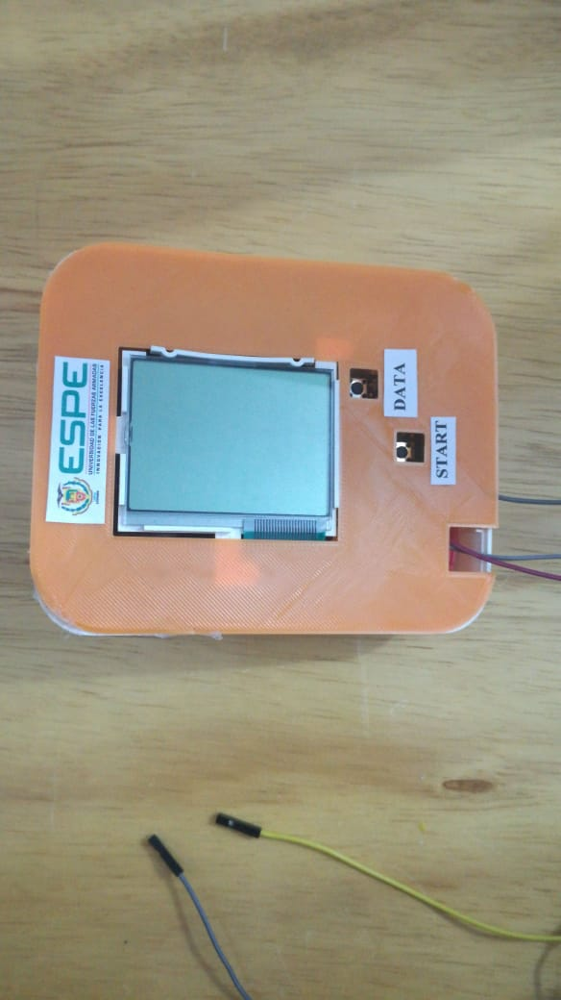 ESPE
UNIVERSIDAD DE LAS FUERZAS ARMADAS
INNOVACIÓN PARA LA EXCELENCIA
DATA
START